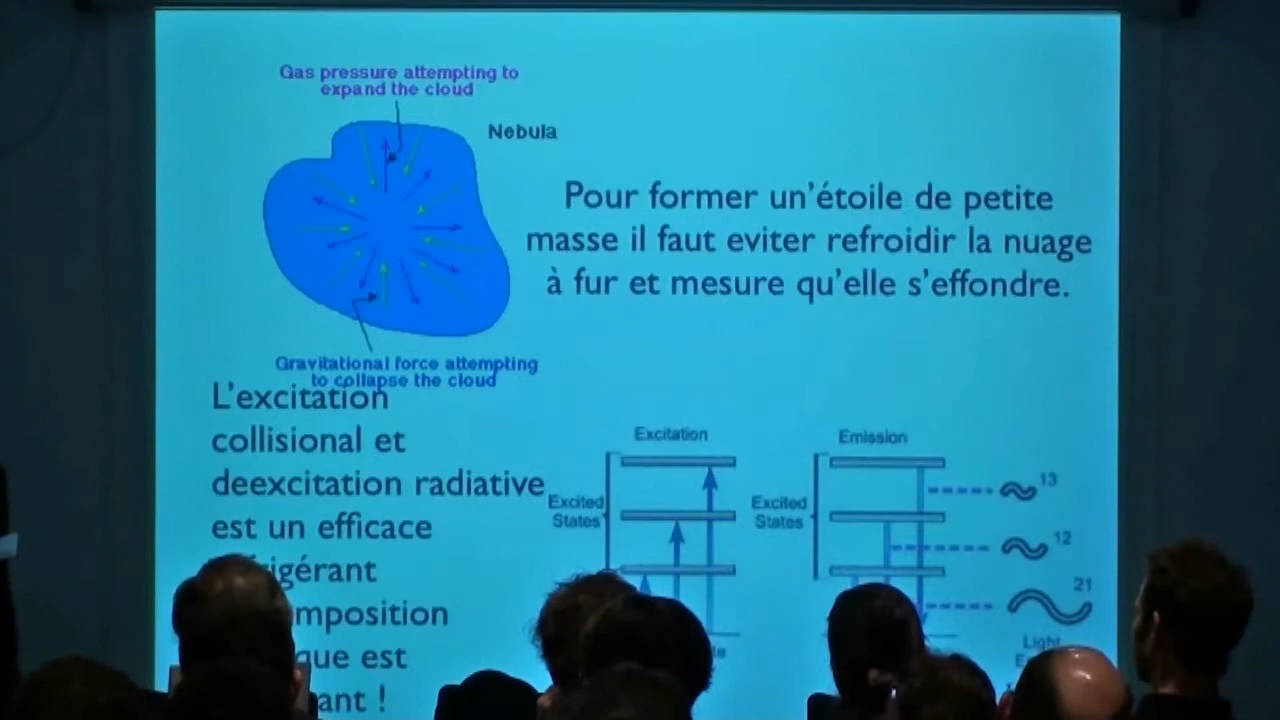 Gas pressure attempting to
expand the cloud
Nebula
Pour former un'étoile de petite
masse il faut eviter refroidir la nuage
à fur et mesure qu'elle s'effondre.
Gravitational force attempting
to collapse the cloud
L'excitation
collisional et
deexcitation radiative
est un efficace
igérant
mposition
que est
ant !
Excitation
Excited
States
Emission
Excited
States
13
12
21
Light